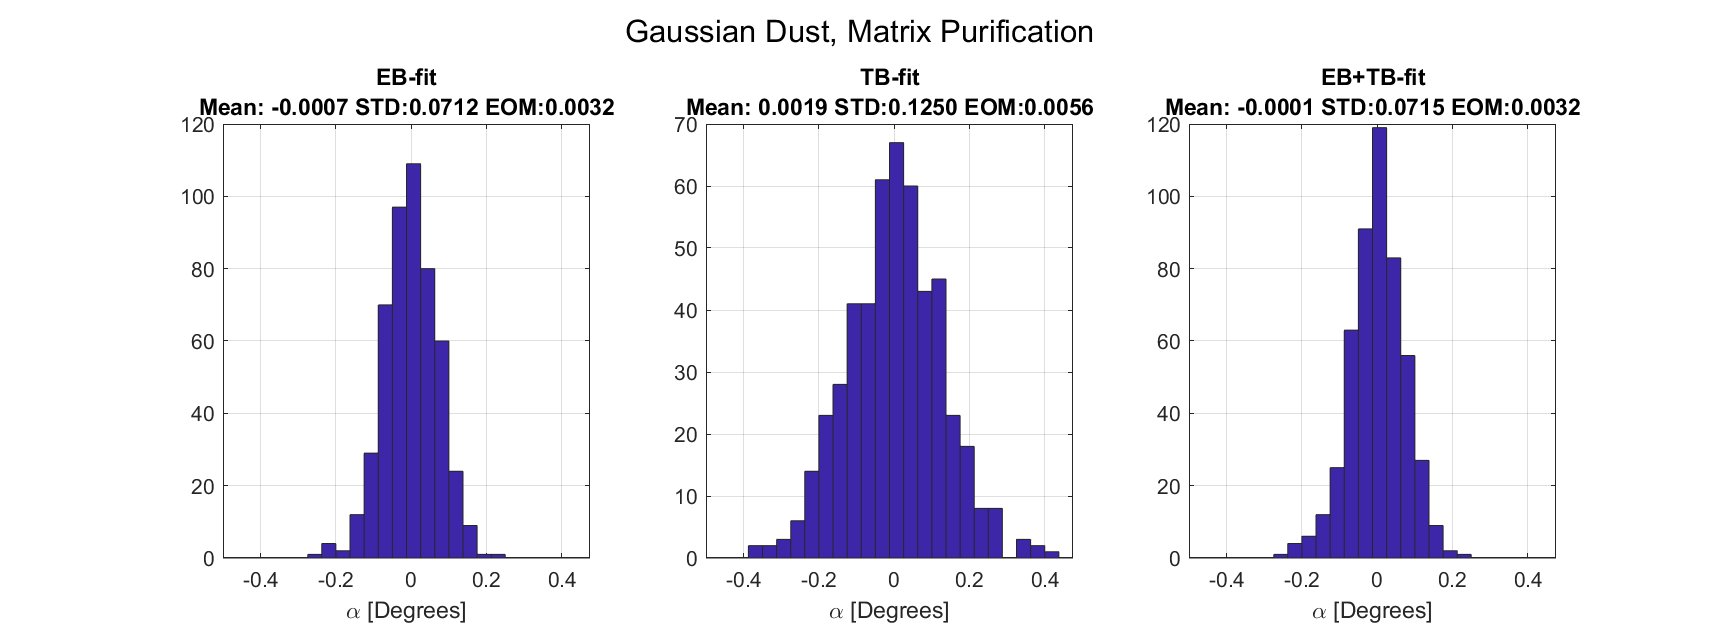 Gaussian Dust, Matrix Purification
EB-fit
Mean: -0.0007 STD:0.0712 EOM:0.0032
120
100
80
60
40
20
0
-0.4 -0.2 0 0.2 0.4
α [Degrees]
TB-fit
Mean: 0.0019 STD:0.1250 EOM:0.0056
70
60
50
40
30
20
10
0
-0.4 -0.2 0 0.2 0.4
α [Degrees]
EB+TB-fit
Mean: -0.0001 STD:0.0715 EOM:0.0032
120
100
80
60
40
20
0
-0.4 -0.2 0 0.2 0.4
α [Degrees]